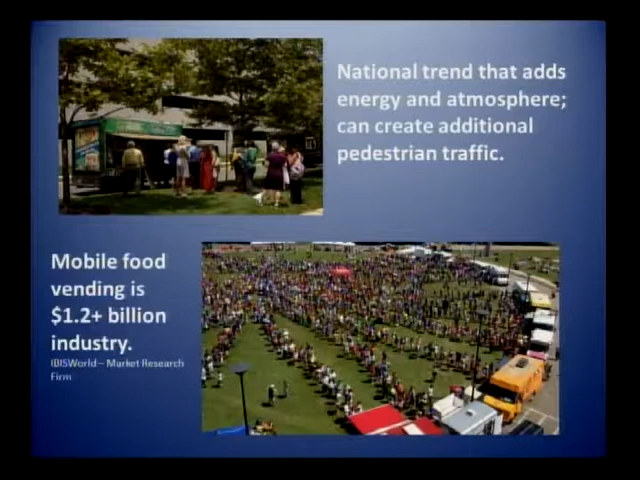 National trend that adds
energy and atmosphere;
can create additional
pedestrian traffic.
Mobile food
vending is
$1.2+ billion
industry.
IBISWorld – Market Research
Firm